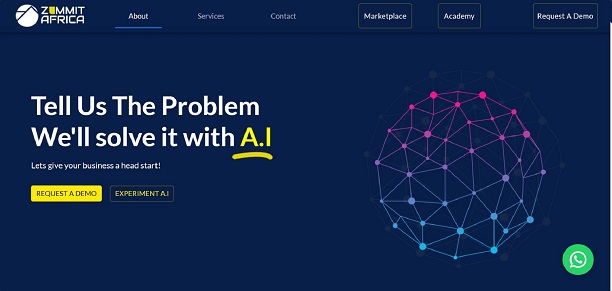 ZUMMIT
AFRICA
About
Services
Contact
Marketplace
Academy
Request A Demo
Tell Us The Problem
We'll solve it with A.I
Lets give your business a head start!
REQUEST A DEMO
EXPERIMENT A.I